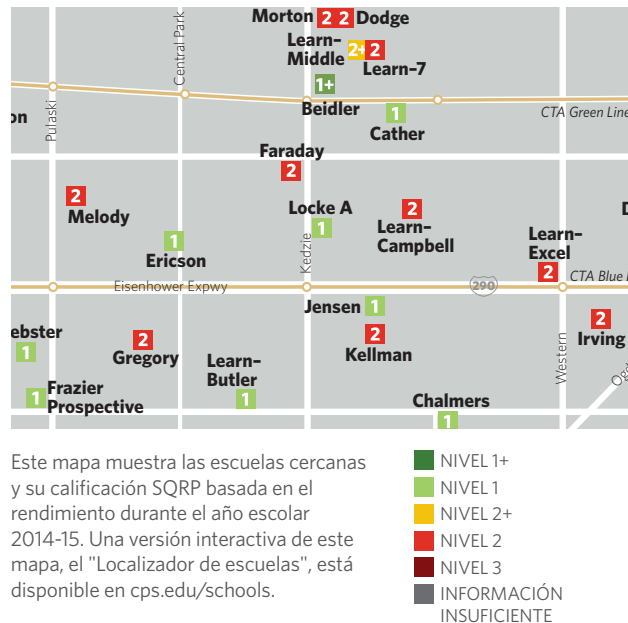 Morton 2 2 Dodge
Learn–
Middle
2+ 2
Learn–7
1+
Beidler
1
Cather
CTA Green Line
on
Pulaski
Central Park
Faraday
2
2
Melody
Locke A
1
2
Learn–
Campbell
Kedzie
1
Ericson
D
Learn–
Excel
2
CTA Blue
Eisenhower Expwy
290
Jensen 1
2
Kellman
2
Irving
Western
ebster
1
2
Gregory
Learn–
Butler
1
1 Frazier
Prospective
Chalmers
1
Ogd
Este mapa muestra las escuelas cercanas
y su calificación SQRP basada en el
rendimiento durante el año escolar
2014-15. Una versión interactiva de este
mapa, el "Localizador de escuelas", está
disponible en cps.edu/schools.
NIVEL 1+
NIVEL 1
NIVEL 2+
NIVEL 2
NIVEL 3
INFORMACIÓN
INSUFICIENTE